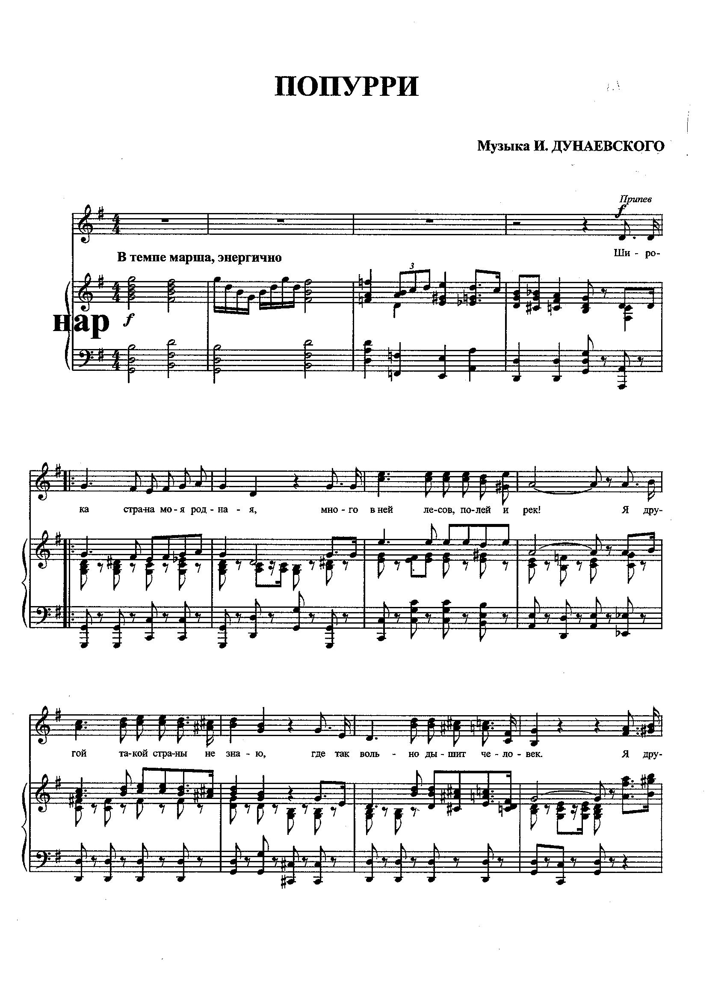 ПОПУРРИ
Музыка И. ДУНАЕВСКОГО
Припев
f
Ши - ро-
В темпе марша, энергично
3
нар
f
ка стра-на мо - я род - на - я, мно - го в ней ле-сов, по-лей и рек! Я дру-
гой та-кой стра-ны не зна - ю, где так воль - но ды - шит че - ло - век. Я дру-